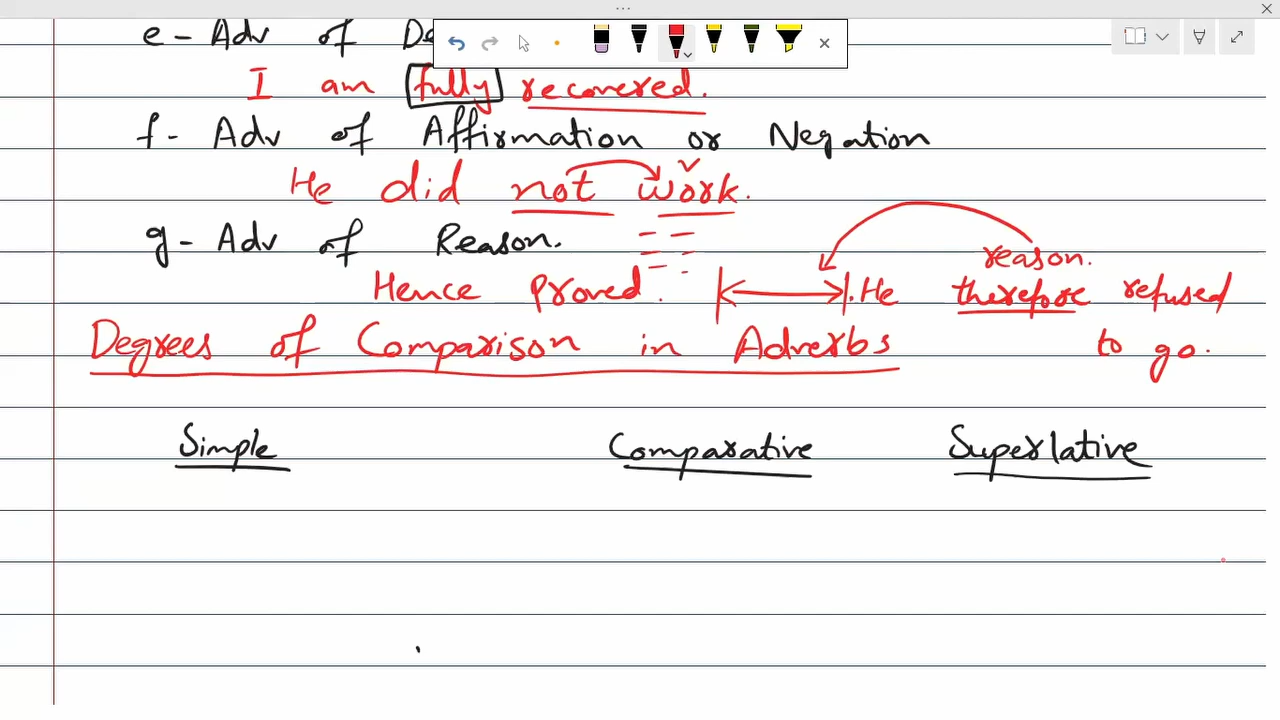 e- Adv of
I am fully recovered.
f- Adv of Affirmation or Negation
He did not work.
g- Adv of Reason.
reason.
Hence Proved. He therefore refused
to go.
Degrees of Comparison in Adverbs
Simple Comparative Superlative